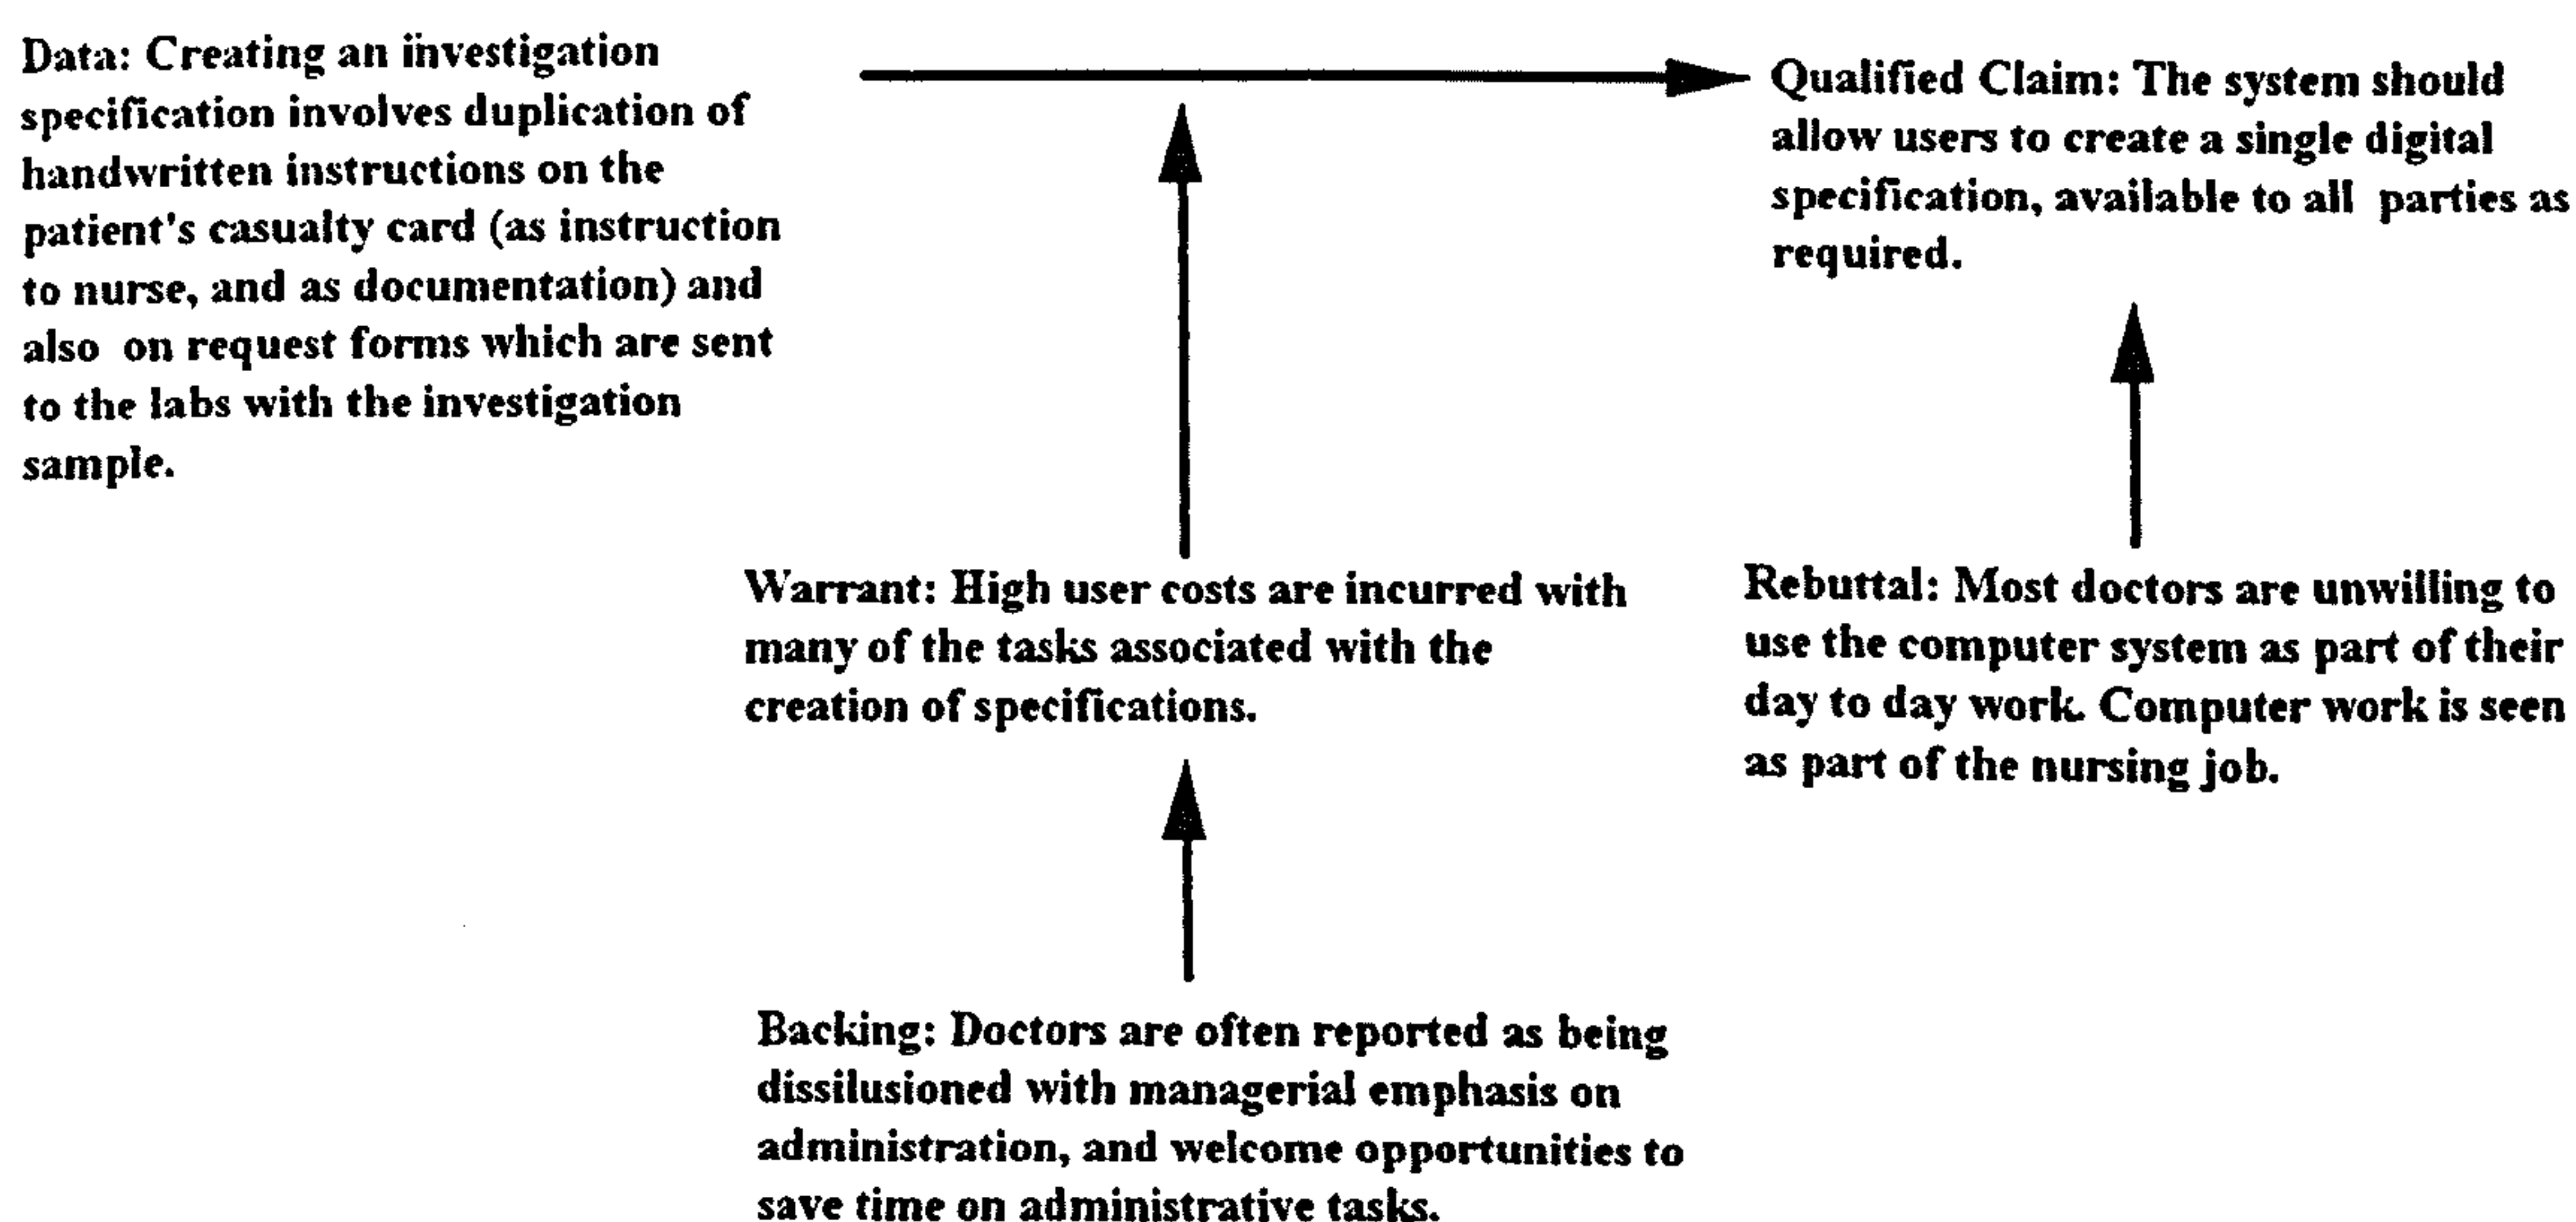 Data: Creating an investigation
specification involves duplication of
handwritten instructions on the
patient's casualty card (as instruction
to nurse, and as documentation) and
also on request forms which are sent
to the labs with the investigation
sample.
Qualified Claim: The system should
allow users to create a single digital
specification, available to all parties as
required.
Warrant: High user costs are incurred with
many of the tasks associated with the
creation of specifications.
Rebuttal: Most doctors are unwilling to
use the computer system as part of their
day to day work. Computer work is seen
as part of the nursing job.
Backing: Doctors are often reported as being
dissilusioned with managerial emphasis on
administration, and welcome opportunities to
save time on administrative tasks.